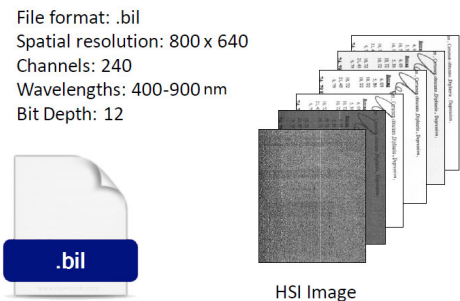 File format: .bil
Spatial resolution: 800 x 640
Channels: 240
Wavelengths: 400-900 nm
Bit Depth: 12
.bil
HSI Image